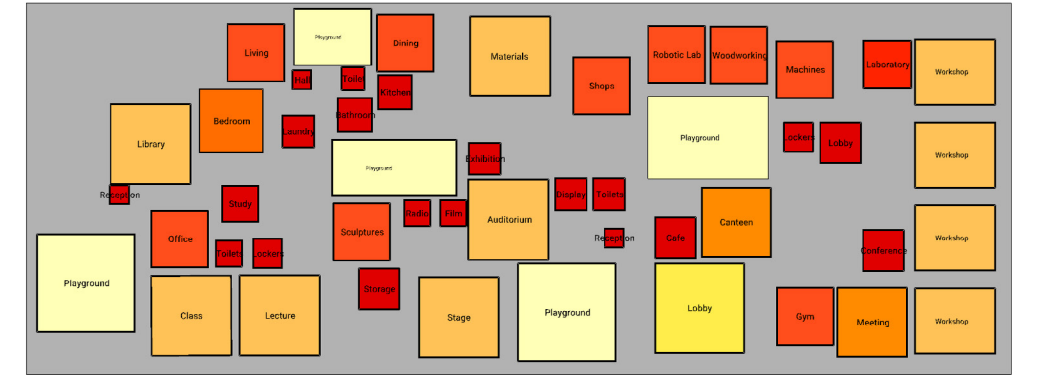 Living
Playground
Dining
Materials
Robotic Lab
Woodworking
Machines
Laboratory
Workshop
Hall
Toilet
Kitchen
Shops
Bedroom
Laundry
Bathroom
Library
Playground
Exhibition
Playground
Lockers
Lobby
Workshop
Reception
Study
Radio
Film
Display
Toilets
Auditorium
Sculptures
Reception
Cafe
Canteen
Conference
Workshop
Office
Toilets
Lockers
Playground
Storage
Class
Lecture
Stage
Playground
Lobby
Gym
Meeting
Workshop